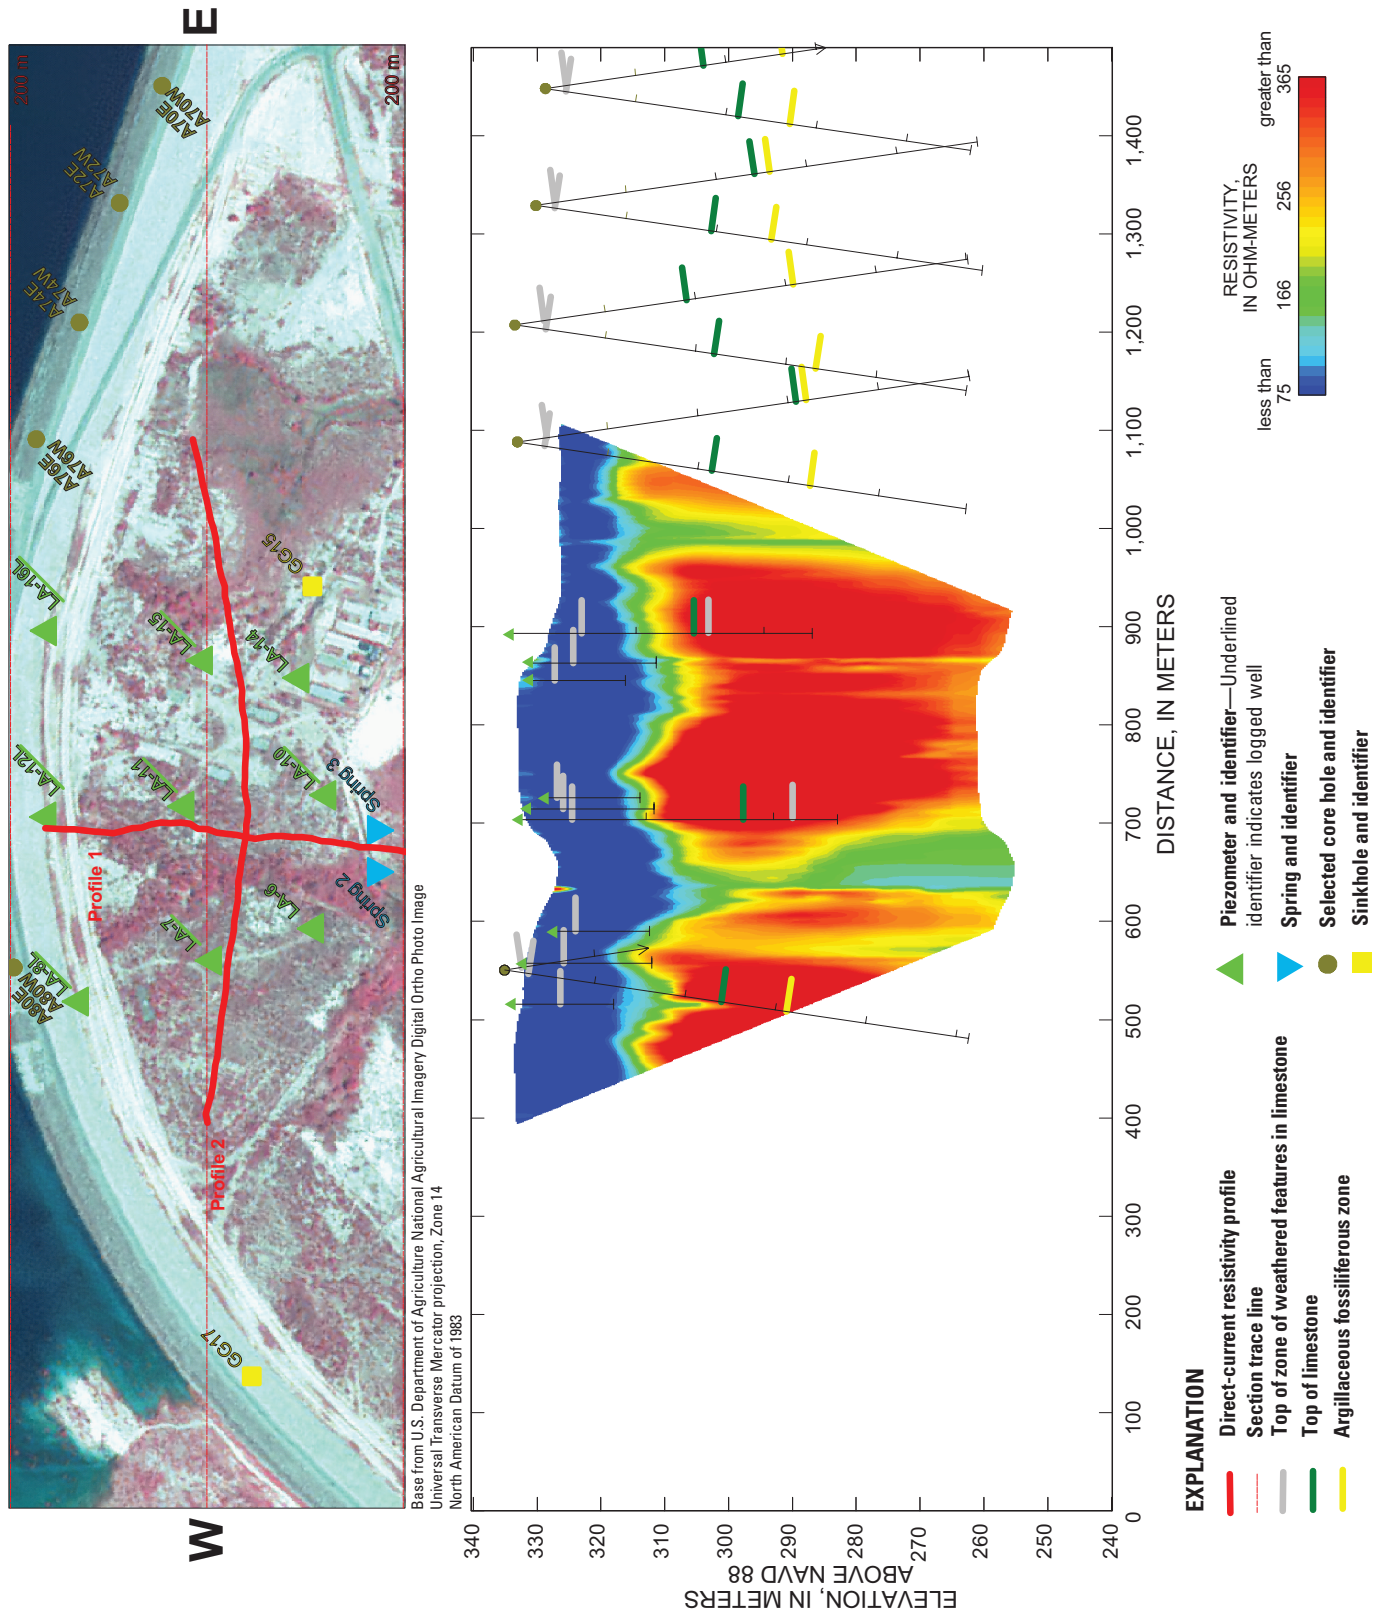 W
E
200 m
200 m
A80E
A80W
LA-8L
LA-12L
LA-16L
A76E
A76W
A74E
A74W
A72E
A72W
A70E
A70W
GG17
Profile 2
Profile 1
LA-7
LA-6
LA-11
LA-10
LA-15
LA-14
GG15
Spring 2
Spring 3
Base from U.S. Department of Agriculture National Agricultural Imagery Digital Ortho Photo Image
Universal Transverse Mercator projection, Zone 14
North American Datum of 1983
ELEVATION, IN METERS
ABOVE NAVD 88
340
330
320
310
300
290
280
270
260
250
240
0
100
200
300
400
500
600
700
800
900
1,000
1,100
1,200
1,300
1,400
DISTANCE, IN METERS
EXPLANATION
Direct-current resistivity profile
Section trace line
Top of zone of weathered features in limestone
Top of limestone
Argillaceous fossiliferous zone
Piezometer and identifier—Underlined
identifier indicates logged well
Spring and identifier
Selected core hole and identifier
Sinkhole and identifier
RESISTIVITY,
IN OHM-METERS
less than
75
166
256
greater than
365